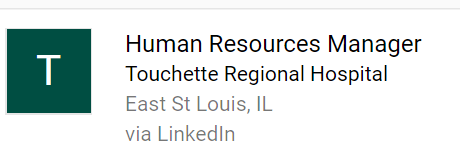 T
Human Resources Manager
Touchette Regional Hospital
East St Louis, IL
via LinkedIn